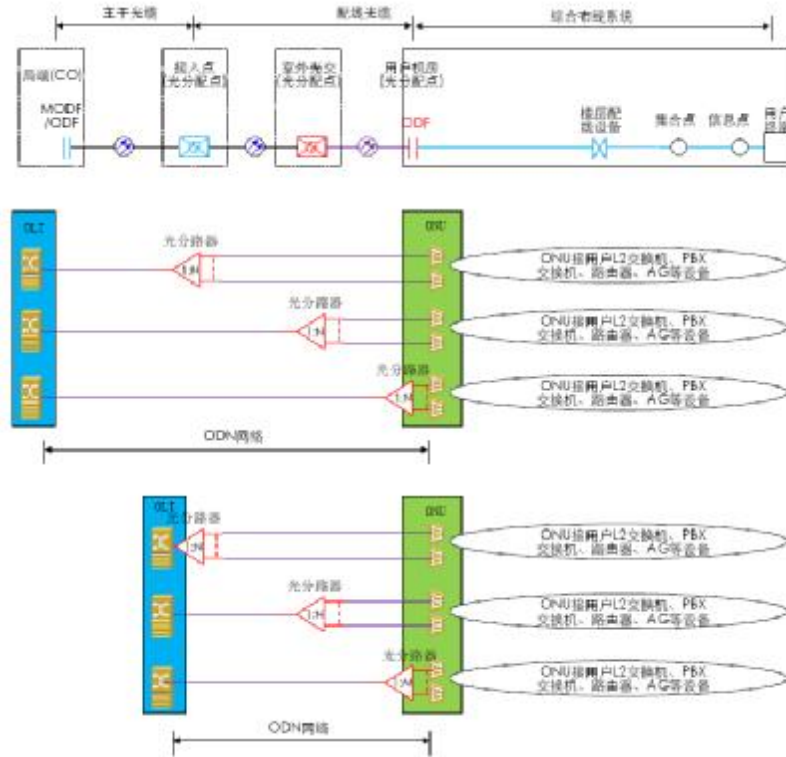 主干光缆
配线光缆
综合布线系统
局端(CO)
接入点
(光分配点)
室外光交
(光分配点)
用户机房
(光分配点)
MODF
/ODF
ODF
楼层配
线设备
集合点
信息点
用户
OLT
ONU
光分路器
1:N
ONU接用户L2交换机、PBX
交换机、路由器、AG等设备
光分路器
1:N
ONU接用户L2交换机、PBX
交换机、路由器、AG等设备
光分路器
1:N
ONU接用户L2交换机、PBX
交换机、路由器、AG等设备
ODN网络
OLT
ONU
光分路器
1:N
ONU接用户L2交换机、PBX
交换机、路由器、AG等设备
光分路器
1:N
ONU接用户L2交换机、PBX
交换机、路由器、AG等设备
光分路器
1:N
ONU接用户L2交换机、PBX
交换机、路由器、AG等设备
ODN网络